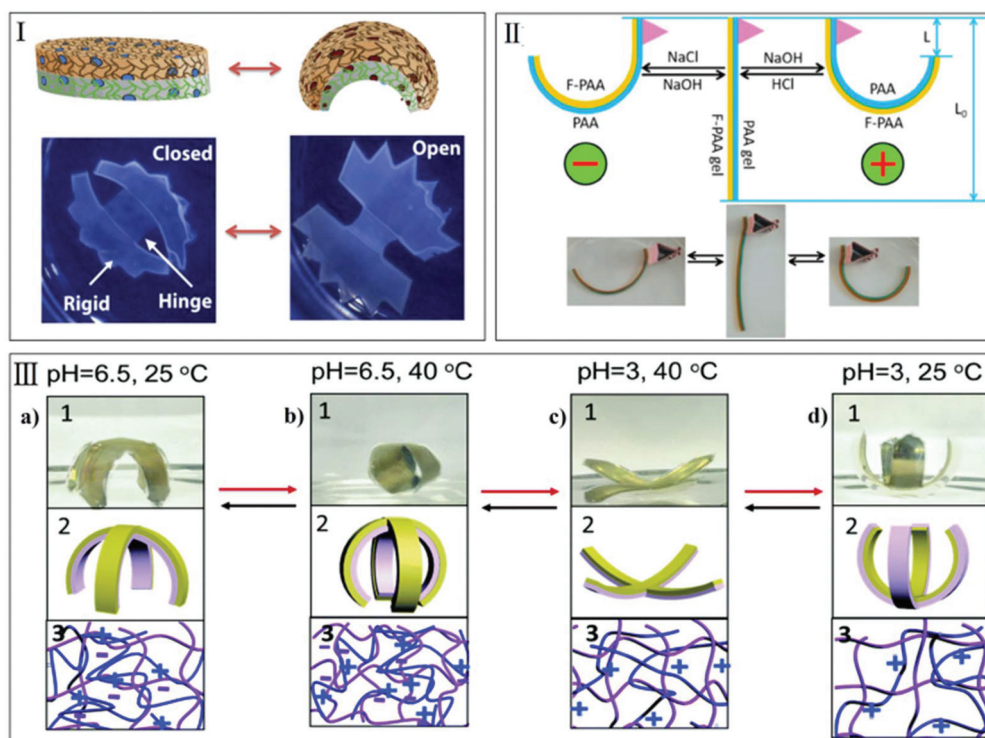 I
Closed
Open
Rigid
Hinge
II
F-PAA
PAA
NaCl
NaOH
F-PAA gel
PAA gel
NaOH
HCl
PAA
F-PAA
L
L₀
−
+
III
pH=6.5, 25 °C
pH=6.5, 40 °C
pH=3, 40 °C
pH=3, 25 °C
a)
1
b)
1
c)
1
d)
1
2
2
2
2
3
3
3
3